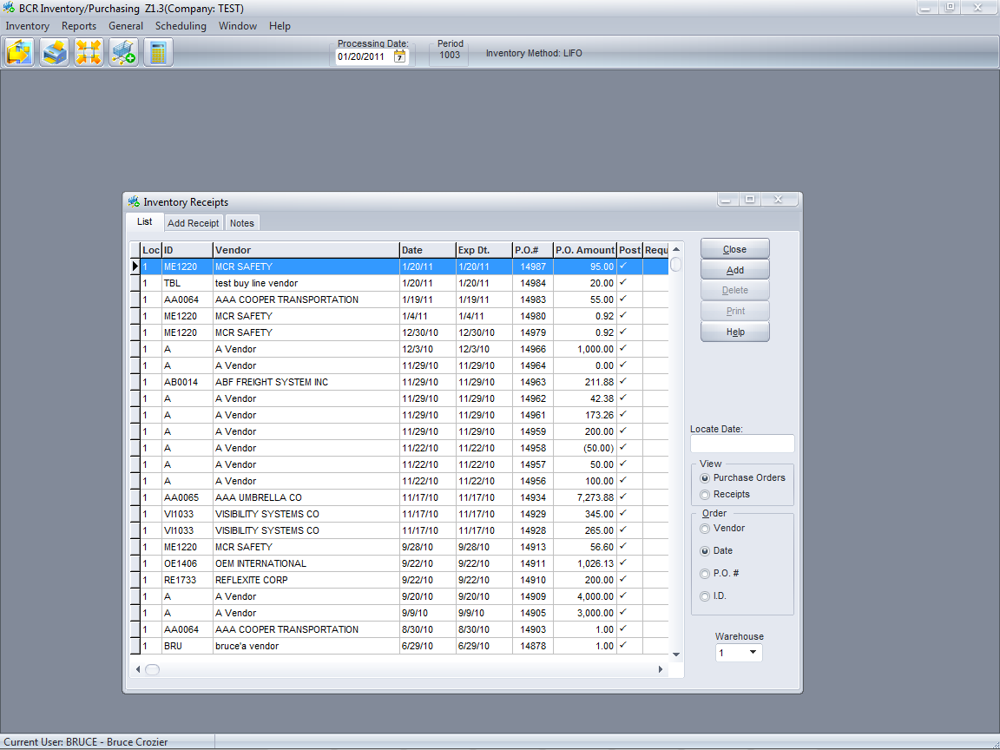 BCR Inventory/Purchasing Z1.3(Company: TEST)
Inventory Reports General Scheduling Window Help
Processing Date: Period
01/20/2011 7 1003 Inventory Method: LIFO
Inventory Receipts
List Add Receipt Notes
Loc ID Vendor Date Exp Dt. P.O.# P.O. Amount Post Requ
1 ME1220 MCR SAFETY 1/20/11 1/20/11 14987 95.00 ✓
1 TBL test buy line vendor 1/20/11 1/20/11 14984 20.00 ✓
1 AA0064 AAA COOPER TRANSPORTATION 1/19/11 1/19/11 14983 55.00 ✓
1 ME1220 MCR SAFETY 1/4/11 1/4/11 14980 0.92 ✓
1 ME1220 MCR SAFETY 12/30/10 12/30/10 14979 0.92 ✓
1 A A Vendor 12/3/10 12/3/10 14966 1,000.00 ✓
1 A A Vendor 11/29/10 11/29/10 14964 0.00 ✓
1 AB0014 ABF FREIGHT SYSTEM INC 11/29/10 11/29/10 14963 211.88 ✓
1 A A Vendor 11/29/10 11/29/10 14962 42.38 ✓
1 A A Vendor 11/29/10 11/29/10 14961 173.26 ✓
1 A A Vendor 11/29/10 11/29/10 14959 200.00 ✓
1 A A Vendor 11/22/10 11/22/10 14958 (50.00) ✓
1 A A Vendor 11/22/10 11/22/10 14957 50.00 ✓
1 A A Vendor 11/22/10 11/22/10 14956 100.00 ✓
1 AA0065 AAA UMBRELLA CO 11/17/10 11/17/10 14934 7,273.88 ✓
1 VI1033 VISIBILITY SYSTEMS CO 11/17/10 11/17/10 14929 345.00 ✓
1 VI1033 VISIBILITY SYSTEMS CO 11/17/10 11/17/10 14928 265.00 ✓
1 ME1220 MCR SAFETY 9/28/10 9/28/10 14913 56.60 ✓
1 OE1406 OEM INTERNATIONAL 9/22/10 9/22/10 14911 1,026.13 ✓
1 RE1733 REFLEXITE CORP 9/22/10 9/22/10 14910 200.00 ✓
1 A A Vendor 9/20/10 9/20/10 14909 4,000.00 ✓
1 A A Vendor 9/9/10 9/9/10 14905 3,000.00 ✓
1 AA0064 AAA COOPER TRANSPORTATION 8/30/10 8/30/10 14903 1.00 ✓
1 BRU bruce'a vendor 6/29/10 6/29/10 14878 1.00 ✓
Close
Add
Delete
Print
Help
Locate Date:
View
Purchase Orders
Receipts
Order
Vendor
Date
P.O. #
I.D.
Warehouse
1
Current User: BRUCE - Bruce Crozier